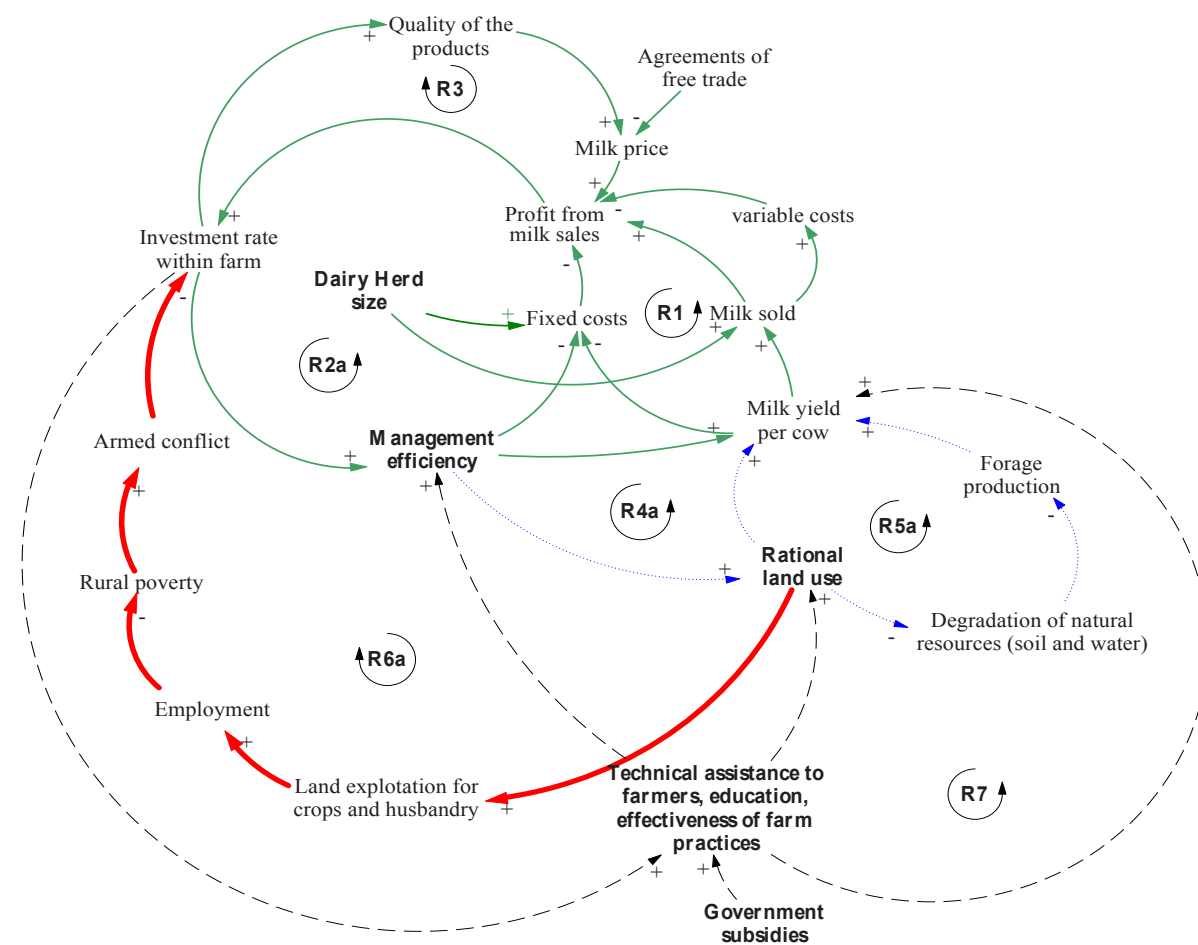 Quality of the
products
+
R3
Agreements of
free trade
+
-
Milk price
+
+
Profit from
milk sales
-
+
variable costs
+
Investment rate
within farm
-
-
Dairy Herd
size
+
Fixed costs
R1
+
Milk sold
+
-
-
R2a
+
Milk yield
per cow
+
+
+
Armed conflict
+
Management
efficiency
+
+
+
Forage
production
-
R4a
R5a
Rational
land use
+
+
Rural poverty
-
-
Degradation of natural
resources (soil and water)
R6a
Employment
+
Land explotation for
crops and husbandry
+
Technical assistance to
farmers, education,
effectiveness of farm
practices
R7
+
+
Government
subsidies